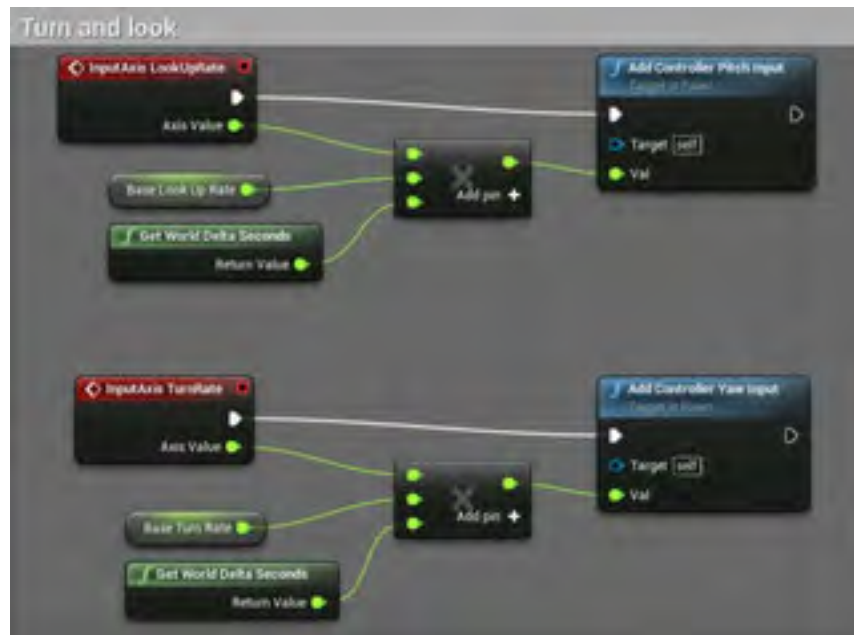 Turn and look
InputAxis LookUpRate
Axis Value
Base Look Up Rate
Get World Delta Seconds
Return Value
Add pin +
f Add Controller Pitch Input
Target is Pawn
Target self
Val
InputAxis TurnRate
Axis Value
Base Turn Rate
f Get World Delta Seconds
Return Value
Add pin +
f Add Controller Yaw Input
Target is Pawn
Target self
Val